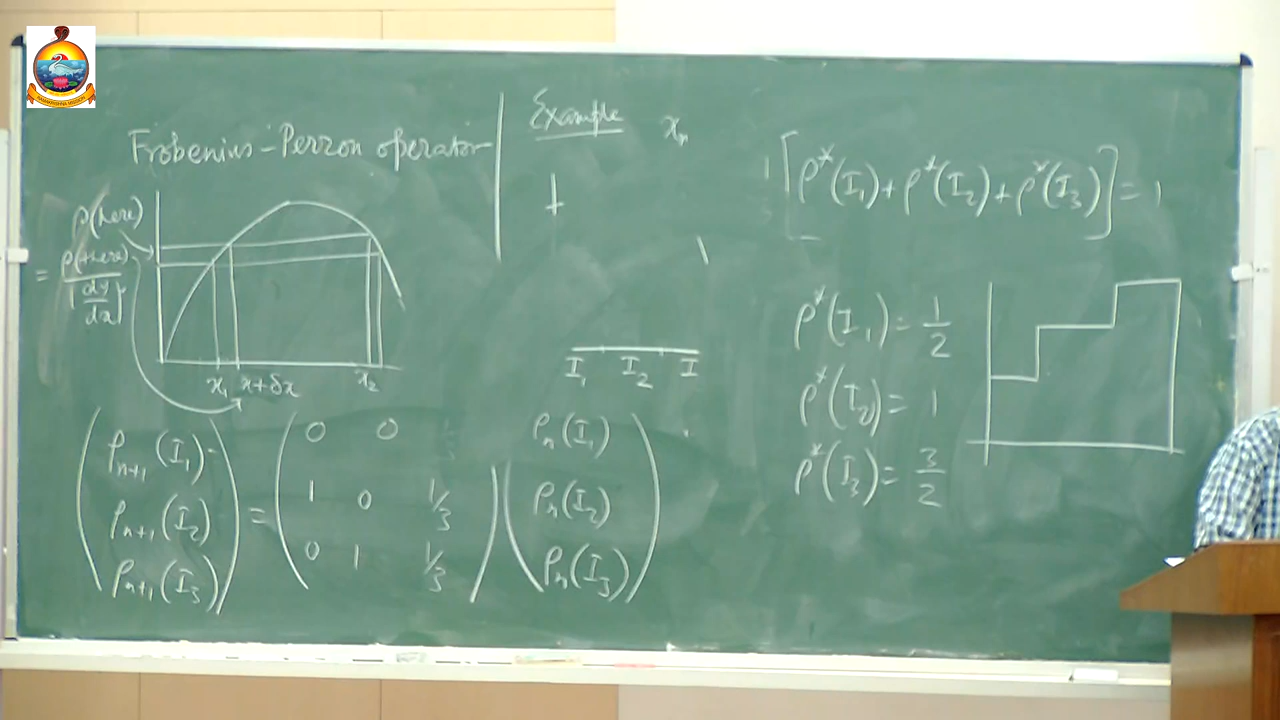 Frobenius-Perron operator
ρ(here)
= ρ(there) / |dy/dx|
x₁ x+δx x₂
( ρₙ₊₁(I₁) ) = ( 0 0 1/3 ) ( ρₙ(I₁) )
( ρₙ₊₁(I₂) ) ( 1 0 1/3 ) ( ρₙ(I₂) )
( ρₙ₊₁(I₃) ) ( 0 1 1/3 ) ( ρₙ(I₃) )
Example xₙ
I₁ I₂ I
[ρ*(I₁)+ρ*(I₂)+ρ*(I₃)] = 1
ρ*(I₁) = 1/2
ρ*(I₂) = 1
ρ*(I₃) = 3/2